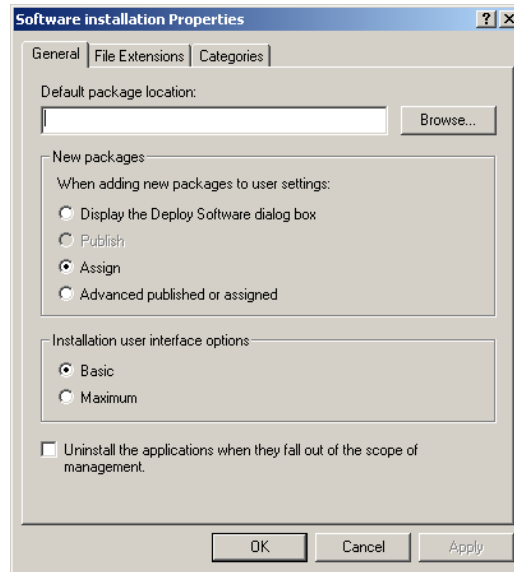 Software installation Properties
General File Extensions Categories
Default package location:
Browse...
New packages
When adding new packages to user settings:
Display the Deploy Software dialog box
Publish
Assign
Advanced published or assigned
Installation user interface options
Basic
Maximum
Uninstall the applications when they fall out of the scope of
management.
OK Cancel Apply